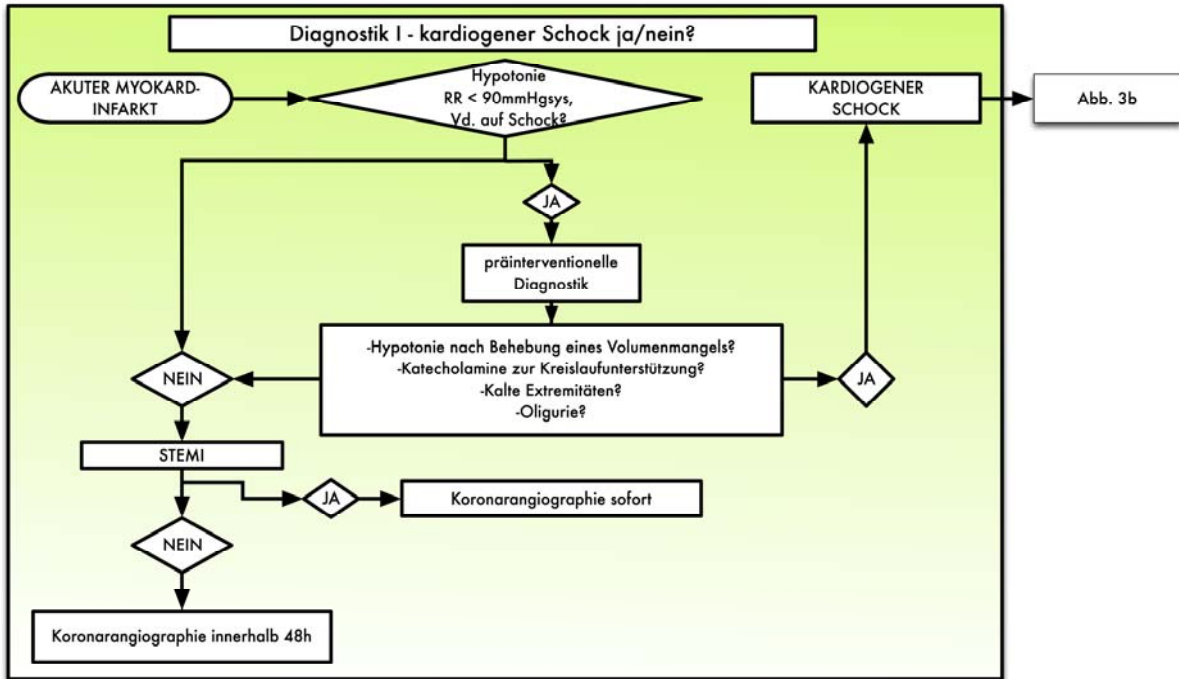 Diagnostik I - kardiogener Schock ja/nein?
AKUTER MYOKARD-
INFARKT
Hypotonie
RR < 90mmHgsys,
Vd. auf Schock?
KARDIOGENER
SCHOCK
Abb. 3b
JA
präinterventionelle
Diagnostik
-Hypotonie nach Behebung eines Volumenmangels?
-Katecholamine zur Kreislaufunterstützung?
-Kalte Extremitäten?
-Oligurie?
NEIN
JA
STEMI
JA
Koronarangiographie sofort
NEIN
Koronarangiographie innerhalb 48h